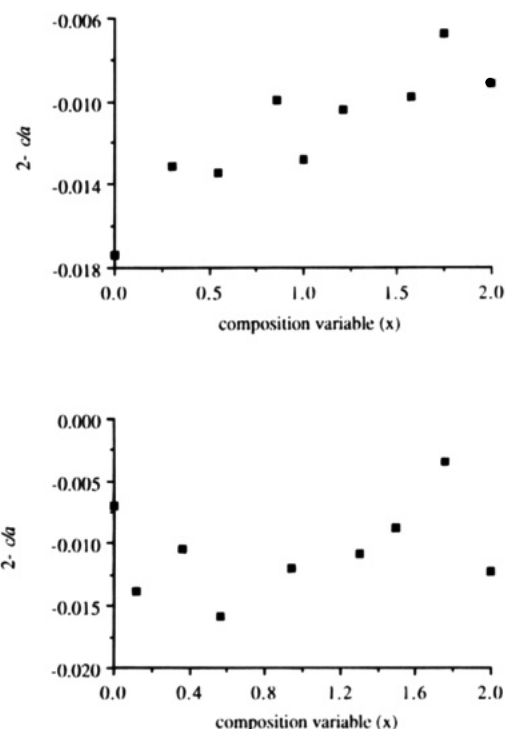 -0.006
-0.010
2- c/a
-0.014
-0.018
0.0 0.5 1.0 1.5 2.0
composition variable (x)
0.000
-0.005
2- c/a
-0.010
-0.015
-0.020
0.0 0.4 0.8 1.2 1.6 2.0
composition variable (x)